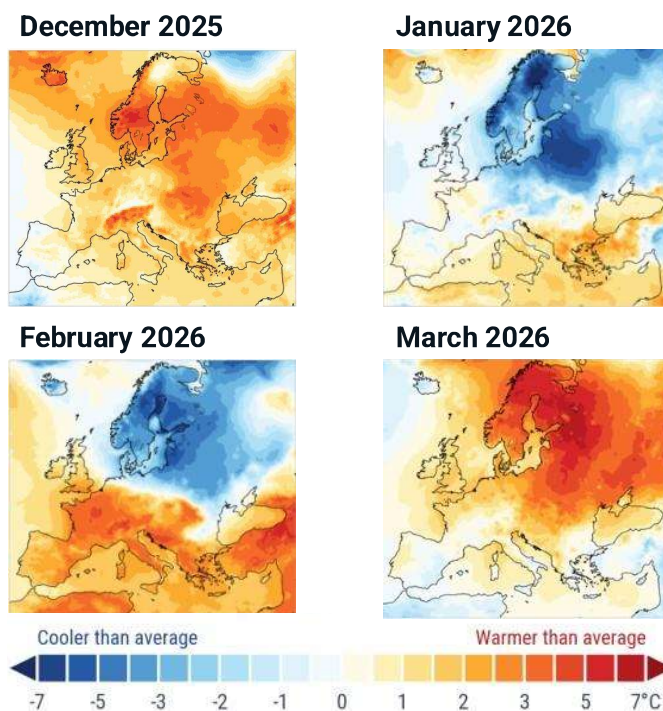 December 2025
January 2026
February 2026
March 2026
Cooler than average
Warmer than average
-7 -5 -3 -2 -1 0 1 2 3 5 7°C